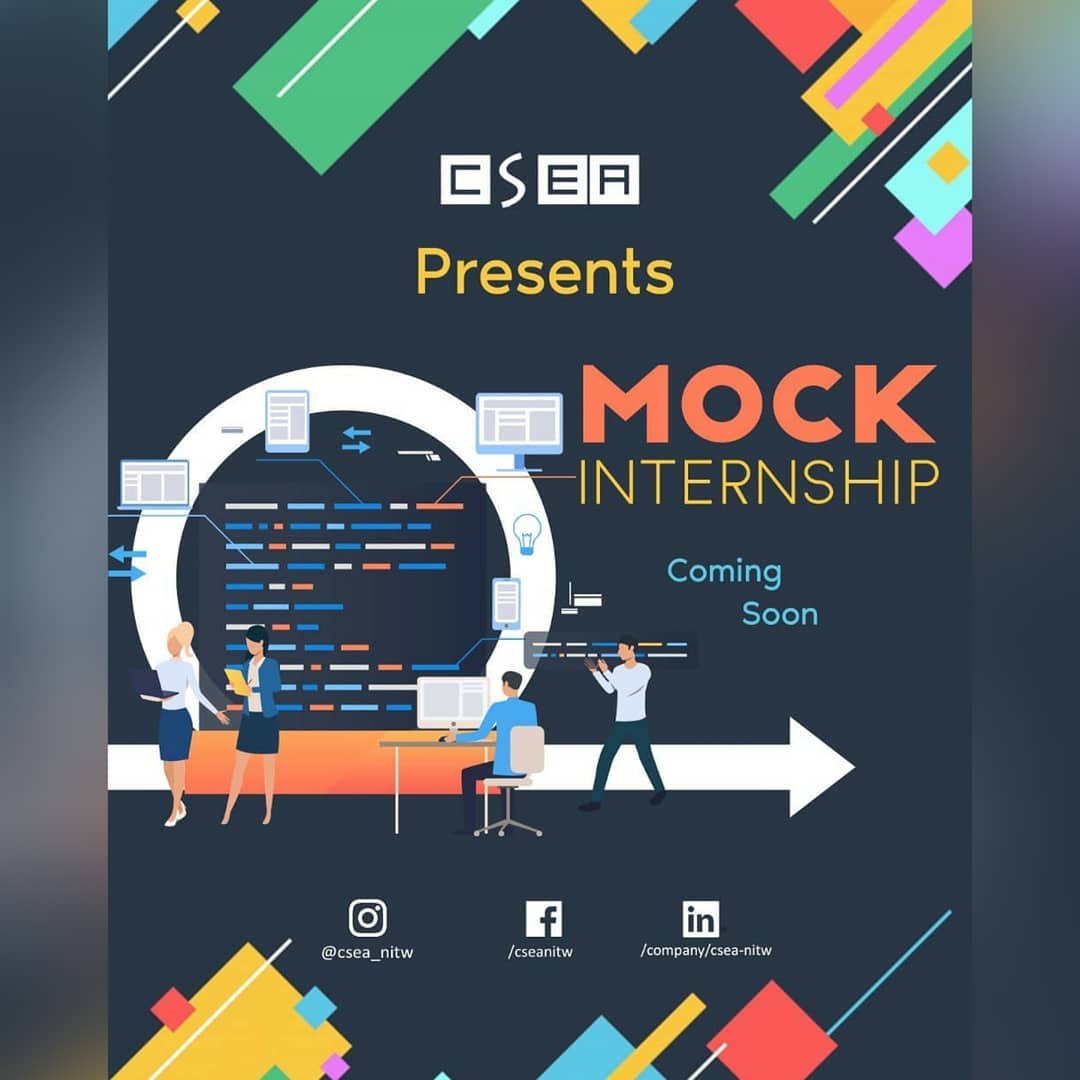 CSEA
Presents
MOCK
INTERNSHIP
Coming
Soon
@csea_nitw
/cseanitw
/company/csea-nitw